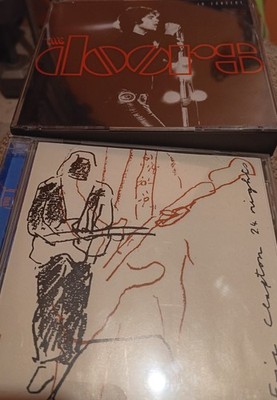 IN CONCERT
THE
DOORS
Eric Clapton 24 nights